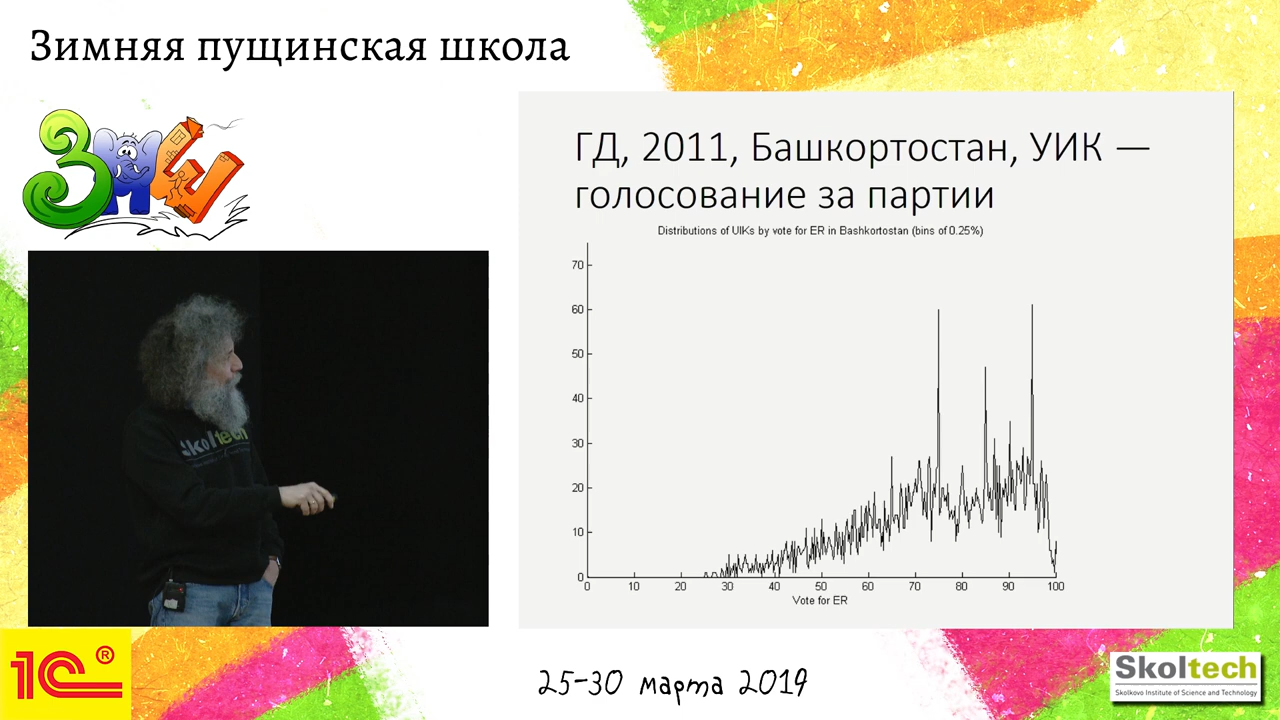 Зимняя пущинская школа
ЗПШ
ГД, 2011, Башкортостан, УИК —
голосование за партии
Distributions of UIKs by vote for ER in Bashkortostan (bins of 0.25%)
70
60
50
40
30
20
10
0
0 10 20 30 40 50 60 70 80 90 100
Vote for ER
Skoltech
1С®
25-30 марта 2019
Skoltech
Skolkovo Institute of Science and Technology